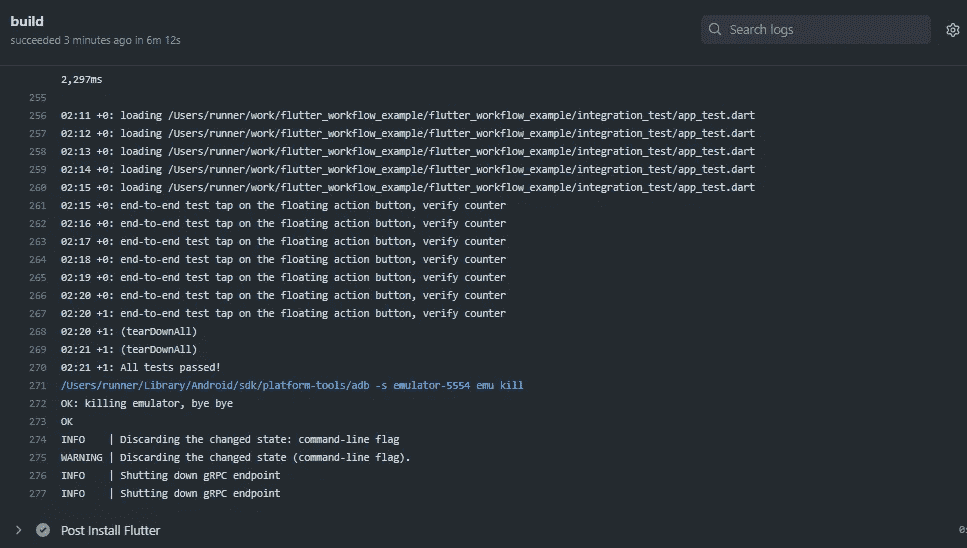 build
succeeded 3 minutes ago in 6m 12s
Search logs
2,297ms
255
256 02:11 +0: loading /Users/runner/work/flutter_workflow_example/flutter_workflow_example/integration_test/app_test.dart
257 02:12 +0: loading /Users/runner/work/flutter_workflow_example/flutter_workflow_example/integration_test/app_test.dart
258 02:13 +0: loading /Users/runner/work/flutter_workflow_example/flutter_workflow_example/integration_test/app_test.dart
259 02:14 +0: loading /Users/runner/work/flutter_workflow_example/flutter_workflow_example/integration_test/app_test.dart
260 02:15 +0: loading /Users/runner/work/flutter_workflow_example/flutter_workflow_example/integration_test/app_test.dart
261 02:15 +0: end-to-end test tap on the floating action button, verify counter
262 02:16 +0: end-to-end test tap on the floating action button, verify counter
263 02:17 +0: end-to-end test tap on the floating action button, verify counter
264 02:18 +0: end-to-end test tap on the floating action button, verify counter
265 02:19 +0: end-to-end test tap on the floating action button, verify counter
266 02:20 +0: end-to-end test tap on the floating action button, verify counter
267 02:20 +1: end-to-end test tap on the floating action button, verify counter
268 02:20 +1: (tearDownAll)
269 02:21 +1: (tearDownAll)
270 02:21 +1: All tests passed!
271 /Users/runner/Library/Android/sdk/platform-tools/adb -s emulator-5554 emu kill
272 OK: killing emulator, bye bye
273 OK
274 INFO    | Discarding the changed state: command-line flag
275 WARNING | Discarding the changed state (command-line flag).
276 INFO    | Shutting down gRPC endpoint
277 INFO    | Shutting down gRPC endpoint
Post Install Flutter